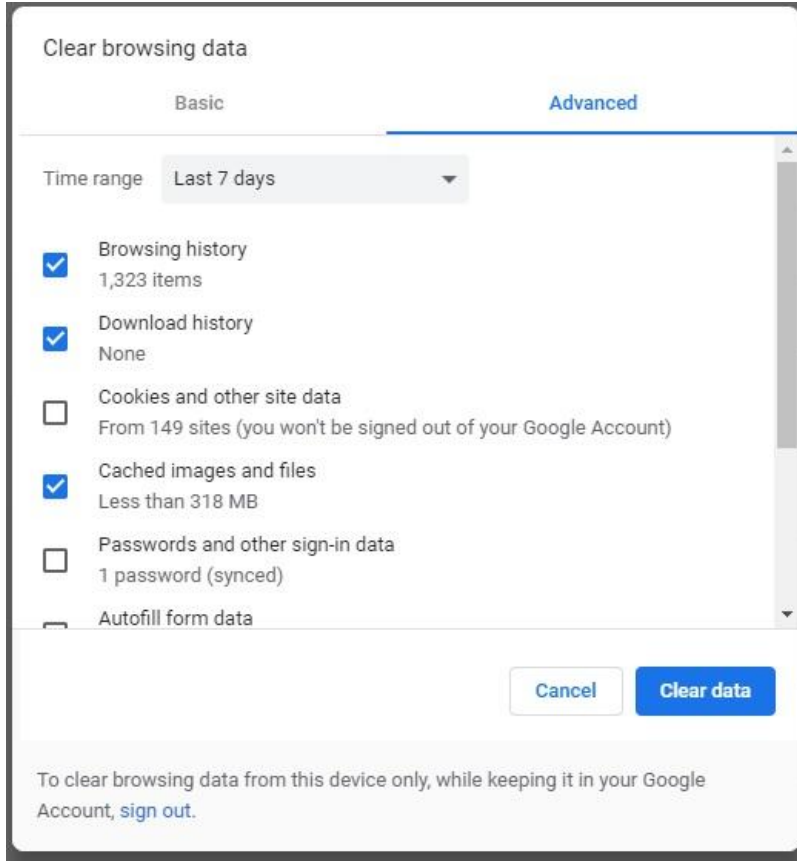 Clear browsing data
Basic
Advanced
Time range
Last 7 days
Browsing history
1,323 items
Download history
None
Cookies and other site data
From 149 sites (you won't be signed out of your Google Account)
Cached images and files
Less than 318 MB
Passwords and other sign-in data
1 password (synced)
Autofill form data
Cancel
Clear data
To clear browsing data from this device only, while keeping it in your Google
Account, sign out.